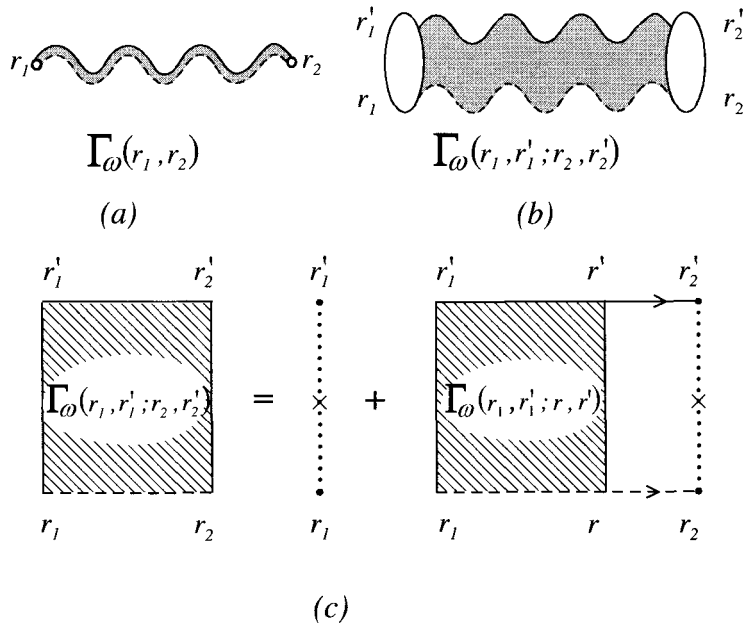 r₁ r₂
Γω(r₁,r₂)
(a)
r'₁ r'₂
r₁ r₂
Γω(r₁,r'₁;r₂,r'₂)
(b)
r'₁ r'₂ r'₁ r'₁ r' r'₂
Γω(r₁,r'₁;r₂,r'₂) = × + Γω(r₁,r'₁;r,r') ×
r₁ r₂ r₁ r₁ r r₂
(c)